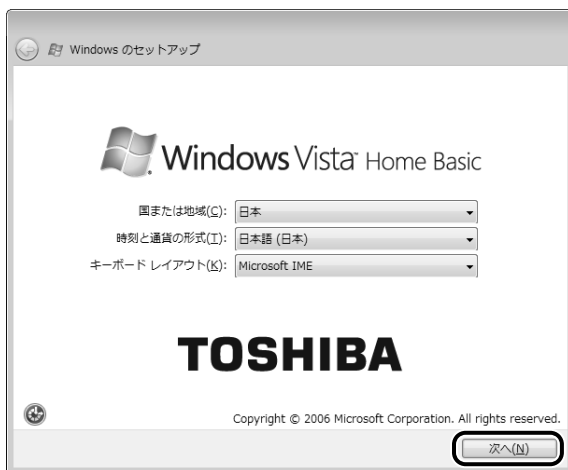 Windows のセットアップ
Windows Vista™ Home Basic
国または地域(C): 日本
時刻と通貨の形式(T): 日本語 (日本)
キーボード レイアウト(K): Microsoft IME
TOSHIBA
Copyright © 2006 Microsoft Corporation. All rights reserved.
次へ(N)